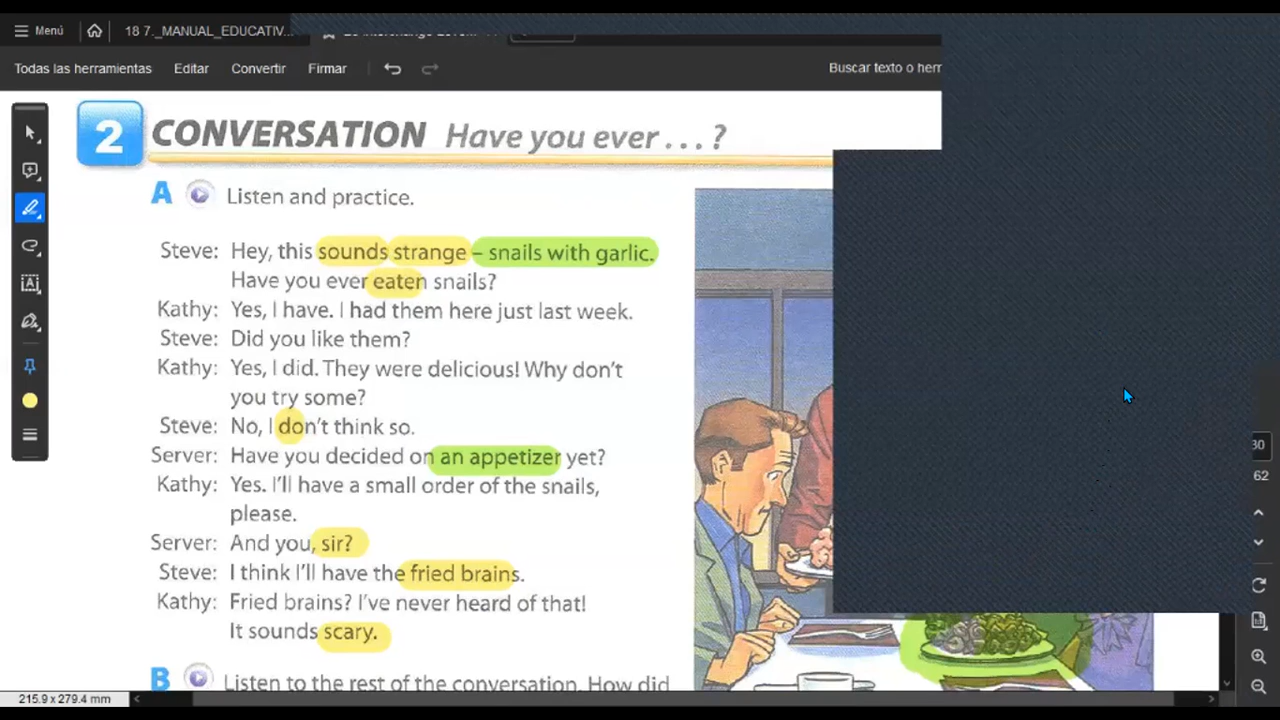 Menú
18 7._MANUAL_EDUCATIV...
Todas las herramientas Editar Convertir Firmar
Buscar texto o herr
2 CONVERSATION Have you ever . . . ?
A Listen and practice.
Steve: Hey, this sounds strange – snails with garlic.
Have you ever eaten snails?
Kathy: Yes, I have. I had them here just last week.
Steve: Did you like them?
Kathy: Yes, I did. They were delicious! Why don't
you try some?
Steve: No, I don't think so.
Server: Have you decided on an appetizer yet?
Kathy: Yes. I'll have a small order of the snails,
please.
Server: And you, sir?
Steve: I think I'll have the fried brains.
Kathy: Fried brains? I've never heard of that!
It sounds scary.
B Listen to the rest of the conversation. How did
30
62
215.9 x 279.4 mm